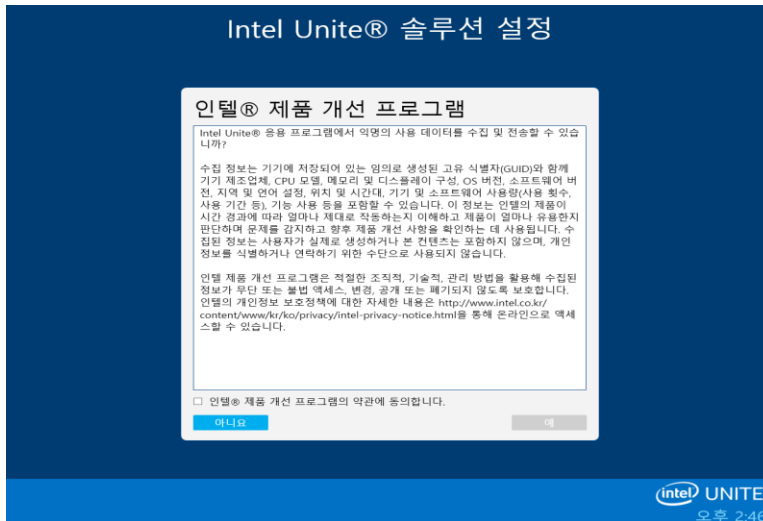 Intel Unite® 솔루션 설정
인텔® 제품 개선 프로그램
Intel Unite® 응용 프로그램에서 익명의 사용 데이터를 수집 및 전송할 수 있습
니까?
수집 정보는 기기에 저장되어 있는 임의로 생성된 고유 식별자(GUID)와 함께
기기 제조업체, CPU 모델, 메모리 및 디스플레이 구성, OS 버전, 소프트웨어 버
전, 지역 및 언어 설정, 위치 및 시간대, 기기 및 소프트웨어 사용량(사용 횟수,
사용 기간 등), 기능 사용 등을 포함할 수 있습니다. 이 정보는 인텔의 제품이
시간 경과에 따라 얼마나 제대로 작동하는지 이해하고 제품이 얼마나 유용한지
판단하며 문제를 감지하고 향후 제품 개선 사항을 확인하는 데 사용됩니다. 수
집된 정보는 사용자가 실제로 생성하거나 본 컨텐츠는 포함하지 않으며, 개인
정보를 식별하거나 연락하기 위한 수단으로 사용되지 않습니다.
인텔 제품 개선 프로그램은 적절한 조직적, 기술적, 관리 방법을 활용해 수집된
정보가 무단 또는 불법 액세스, 변경, 공개 또는 폐기되지 않도록 보호합니다.
인텔의 개인정보 보호정책에 대한 자세한 내용은 http://www.intel.co.kr/
content/www/kr/ko/privacy/intel-privacy-notice.html을 통해 온라인으로 액세
스할 수 있습니다.
인텔® 제품 개선 프로그램의 약관에 동의합니다.
아니요
예
intel UNITE
오후 2:46